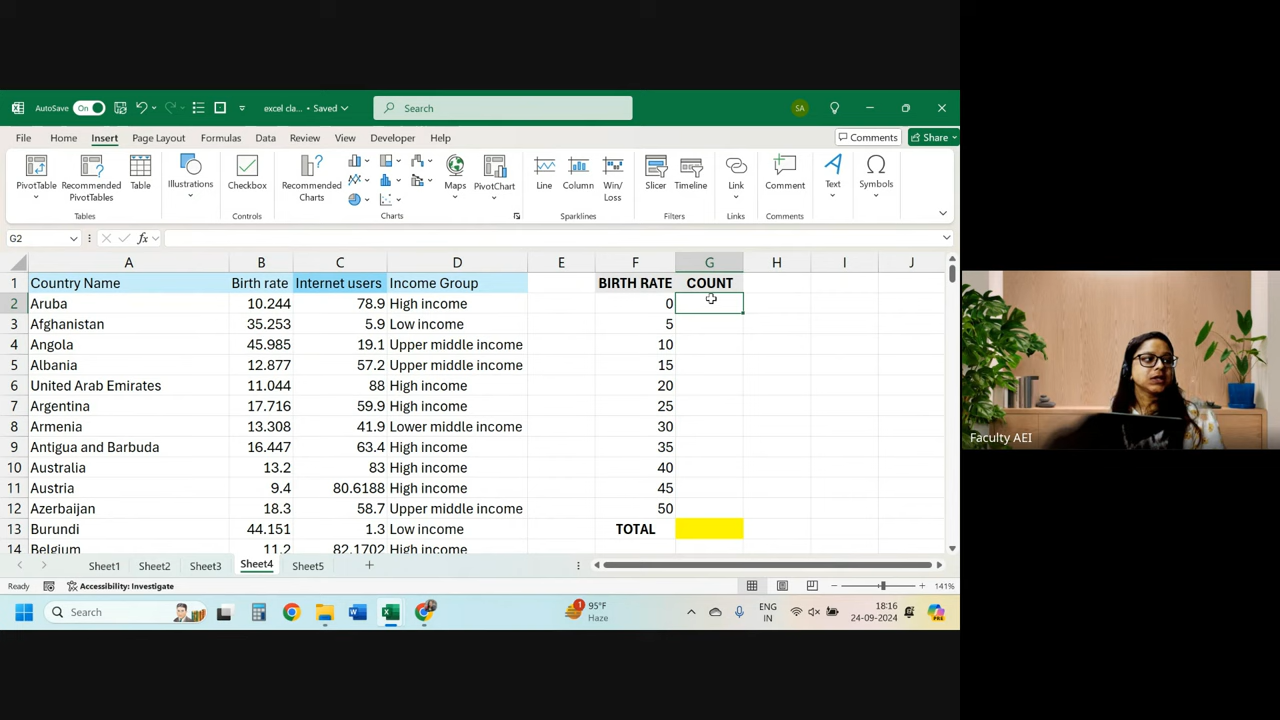 AutoSave On excel cla... • Saved Search SA
File Home Insert Page Layout Formulas Data Review View Developer Help Comments Share
PivotTable Recommended PivotTables Table Illustrations Checkbox Recommended Charts Maps PivotChart Line Column Win/Loss Slicer Timeline Link Comment Text Symbols
Tables Controls Charts Sparklines Filters Links Comments
G2 fx
A B C D E F G H I J
1 Country Name Birth rate Internet users Income Group BIRTH RATE COUNT
2 Aruba 10.244 78.9 High income 0
3 Afghanistan 35.253 5.9 Low income 5
4 Angola 45.985 19.1 Upper middle income 10
5 Albania 12.877 57.2 Upper middle income 15
6 United Arab Emirates 11.044 88 High income 20
7 Argentina 17.716 59.9 High income 25
8 Armenia 13.308 41.9 Lower middle income 30
9 Antigua and Barbuda 16.447 63.4 High income 35
10 Australia 13.2 83 High income 40
11 Austria 9.4 80.6188 High income 45
12 Azerbaijan 18.3 58.7 Upper middle income 50
13 Burundi 44.151 1.3 Low income TOTAL
14 Belgium 11.2 82.1702 High income
Sheet1 Sheet2 Sheet3 Sheet4 Sheet5
Ready Accessibility: Investigate 141%
Search 1 95°F Haze ENG IN 18:16 24-09-2024
Faculty AEI